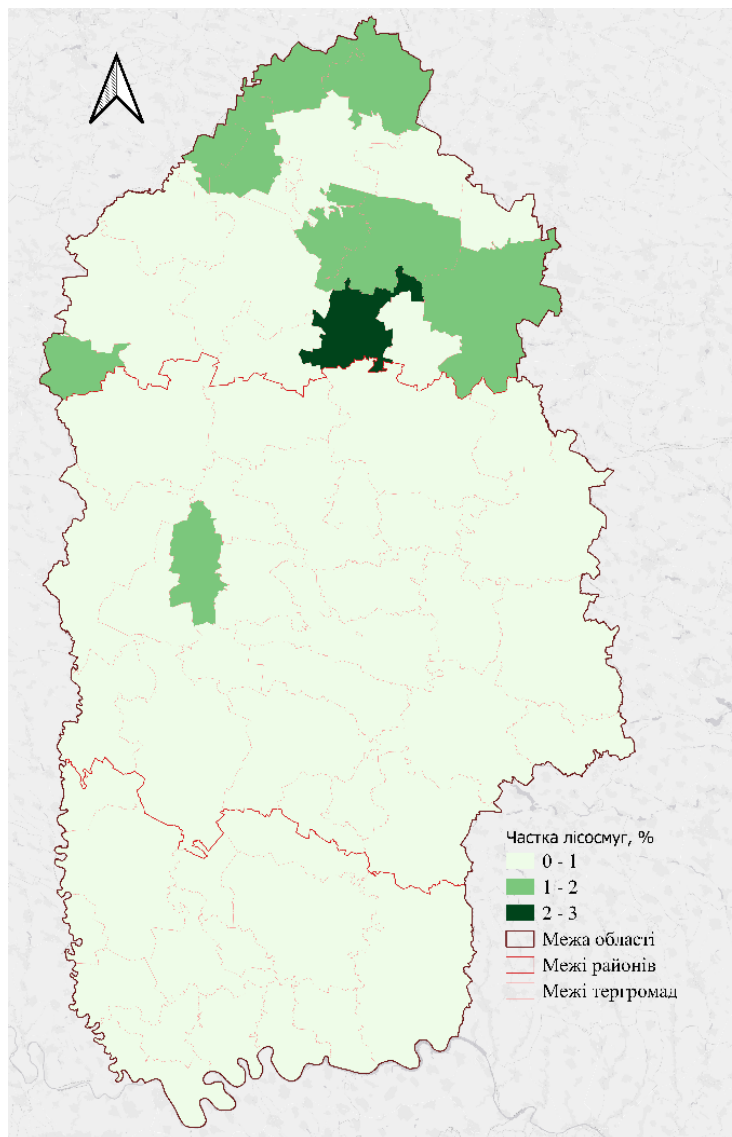 Частка лісосмуг, %
0 - 1
1 - 2
2 - 3
Межа області
Межі районів
Межі тергромад